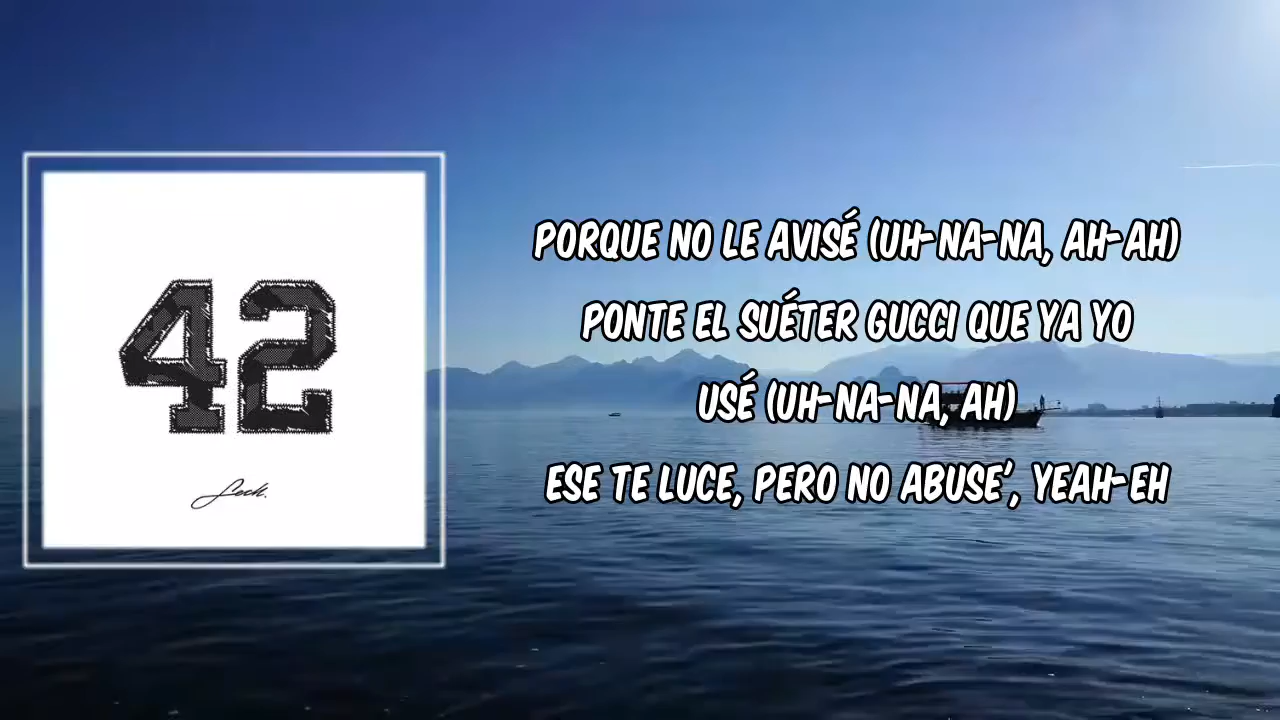 42
Sech.
PORQUE NO LE AVISÉ (UH-NA-NA, AH-AH)
PONTE EL SUÉTER GUCCI QUE YA YO
USÉ (UH-NA-NA, AH)
ESE TE LUCE, PERO NO ABUSE', YEAH-EH